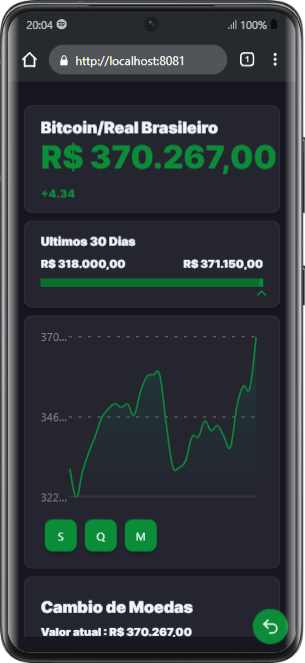 20:04 100%
http://localhost:8081 1
Bitcoin/Real Brasileiro
R$ 370.267,00
+4.34
Ultimos 30 Dias
R$ 318.000,00 R$ 371.150,00
370...
346...
322...
S Q M
Cambio de Moedas
Valor atual : R$ 370.267,00